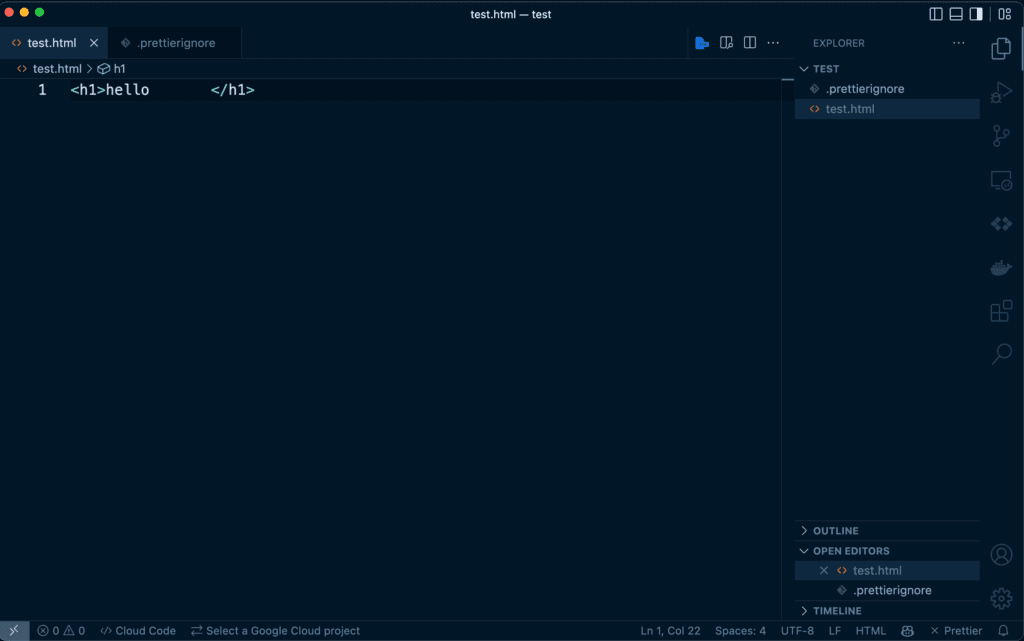 test.html — test
test.html
.prettierignore
test.html > h1
1 <h1>hello       </h1>
EXPLORER
TEST
.prettierignore
test.html
OUTLINE
OPEN EDITORS
test.html
.prettierignore
TIMELINE
0 0 Cloud Code Select a Google Cloud project Ln 1, Col 22 Spaces: 4 UTF-8 LF HTML Prettier